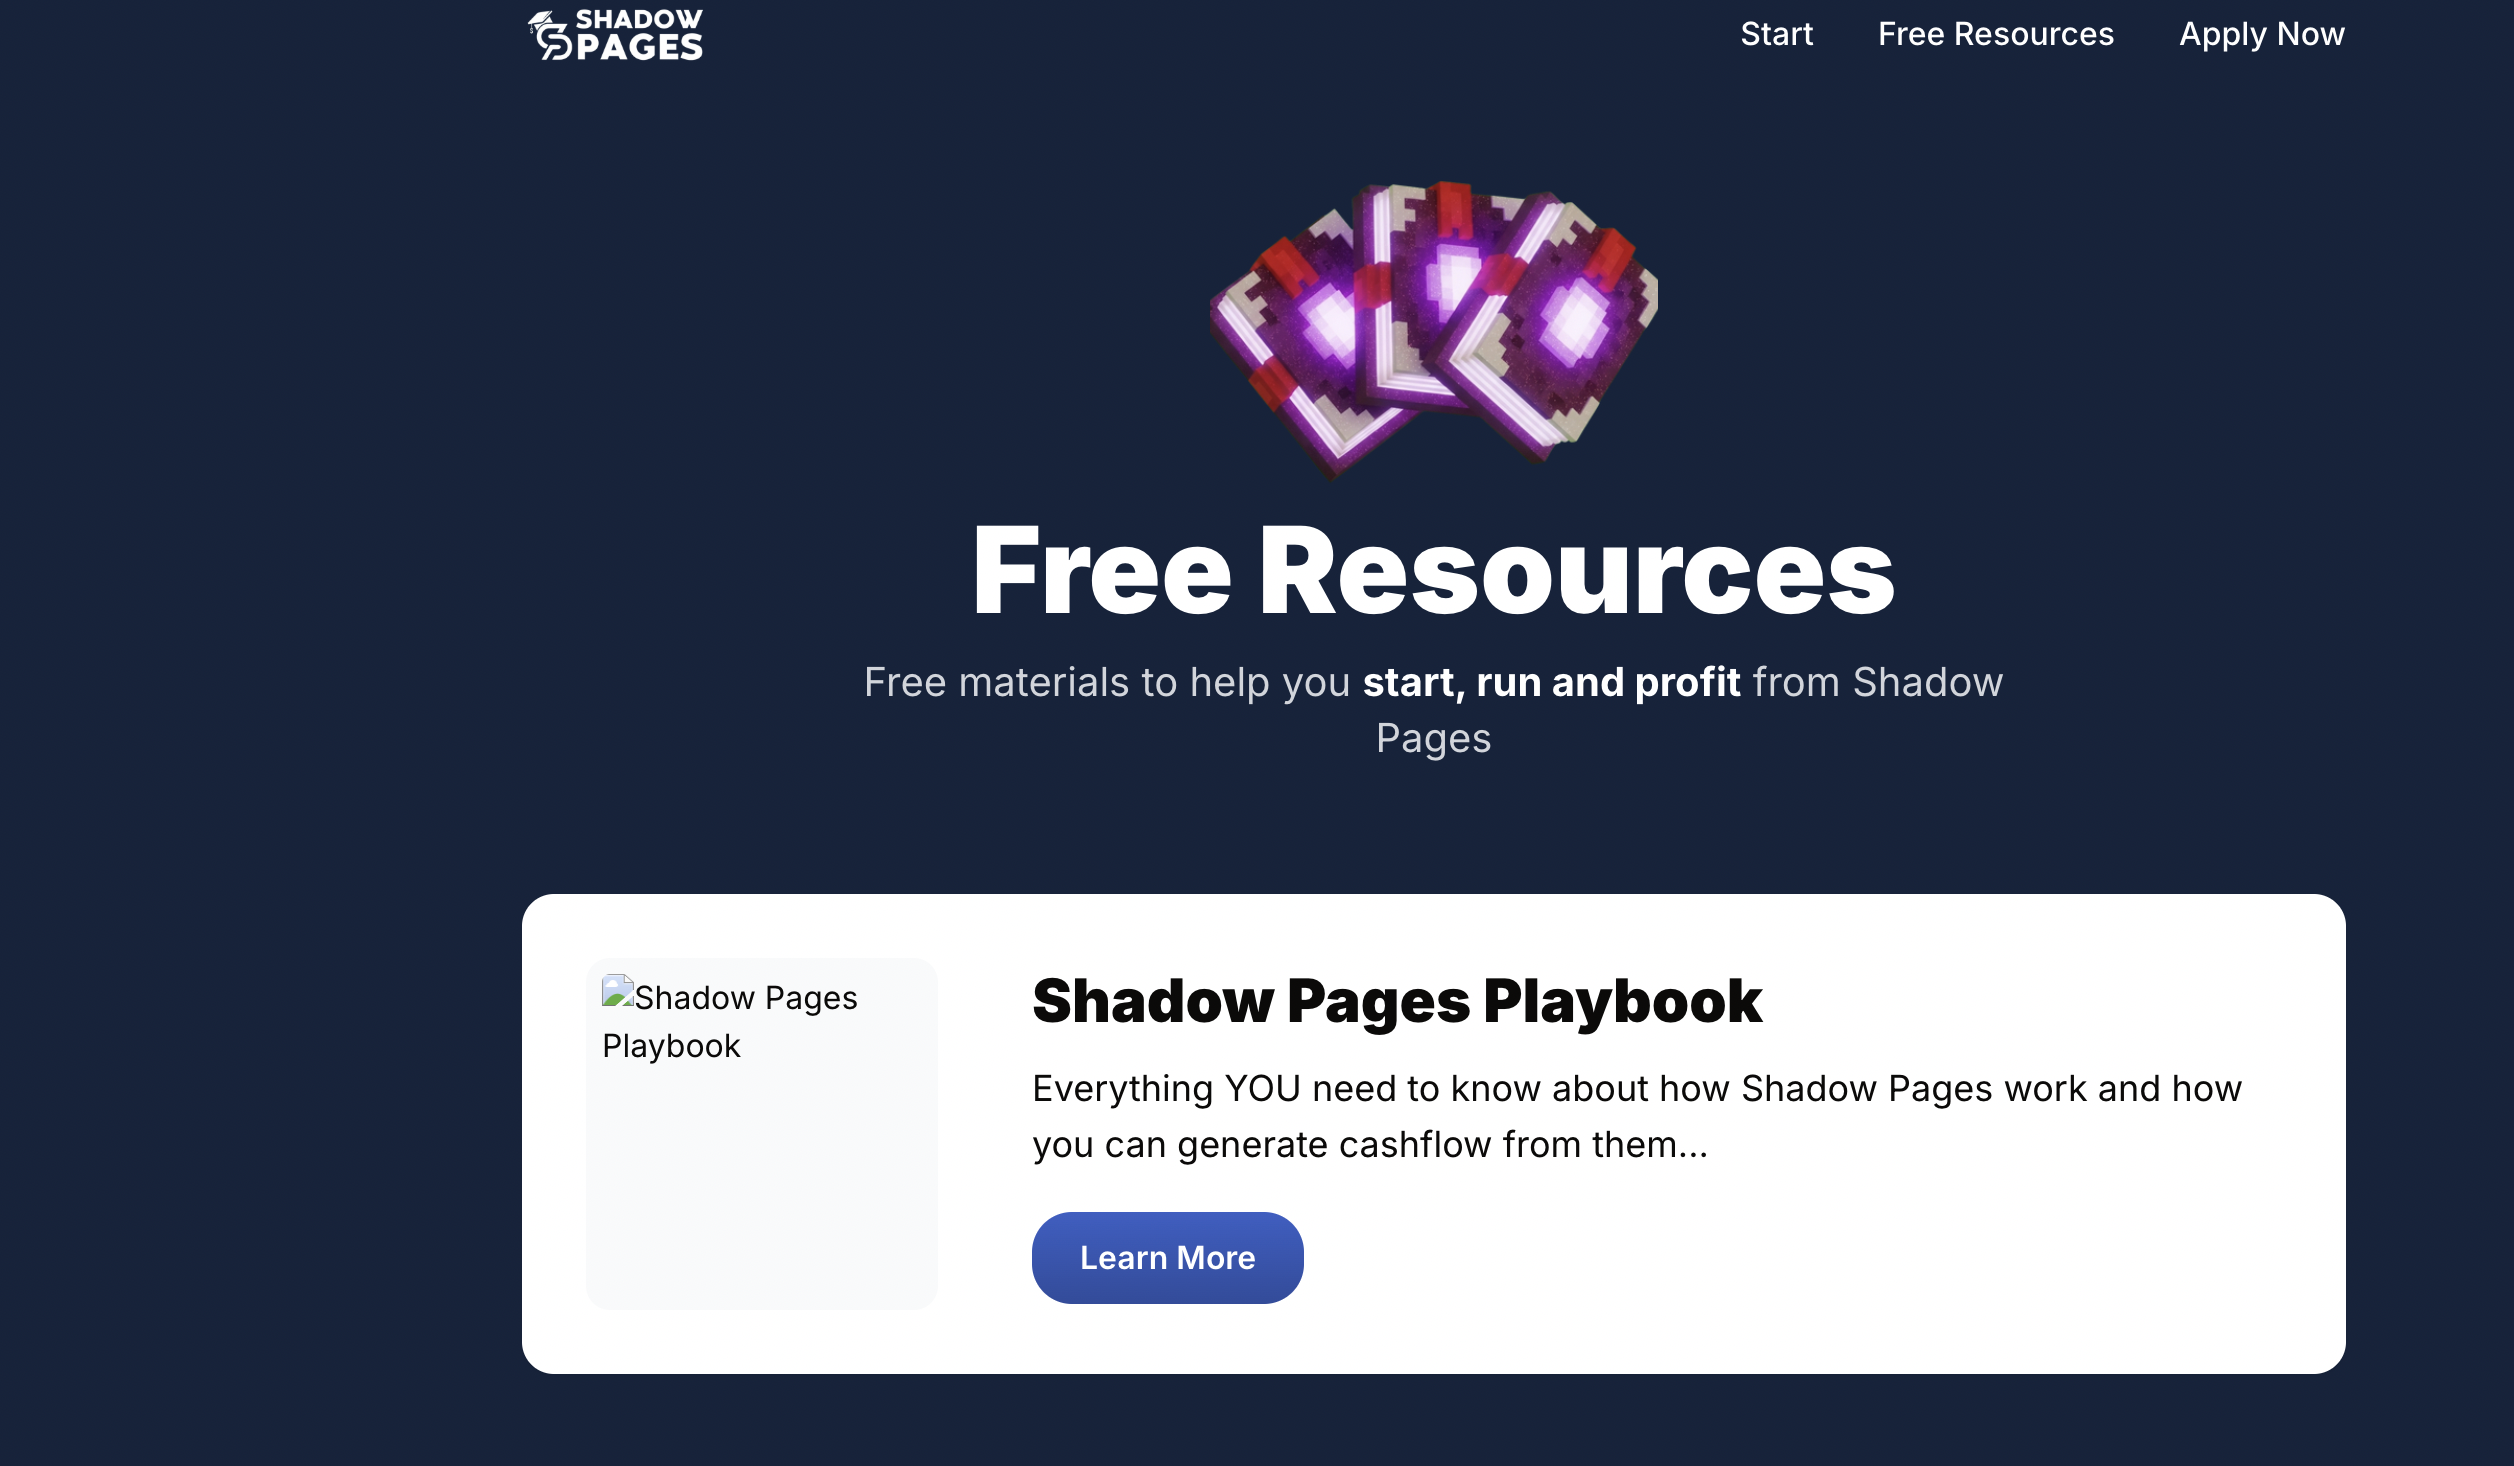 SHADOW
PAGES
Start
Free Resources
Apply Now
Free Resources
Free materials to help you start, run and profit from Shadow
Pages
Shadow Pages
Playbook
Shadow Pages Playbook
Everything YOU need to know about how Shadow Pages work and how
you can generate cashflow from them...
Learn More